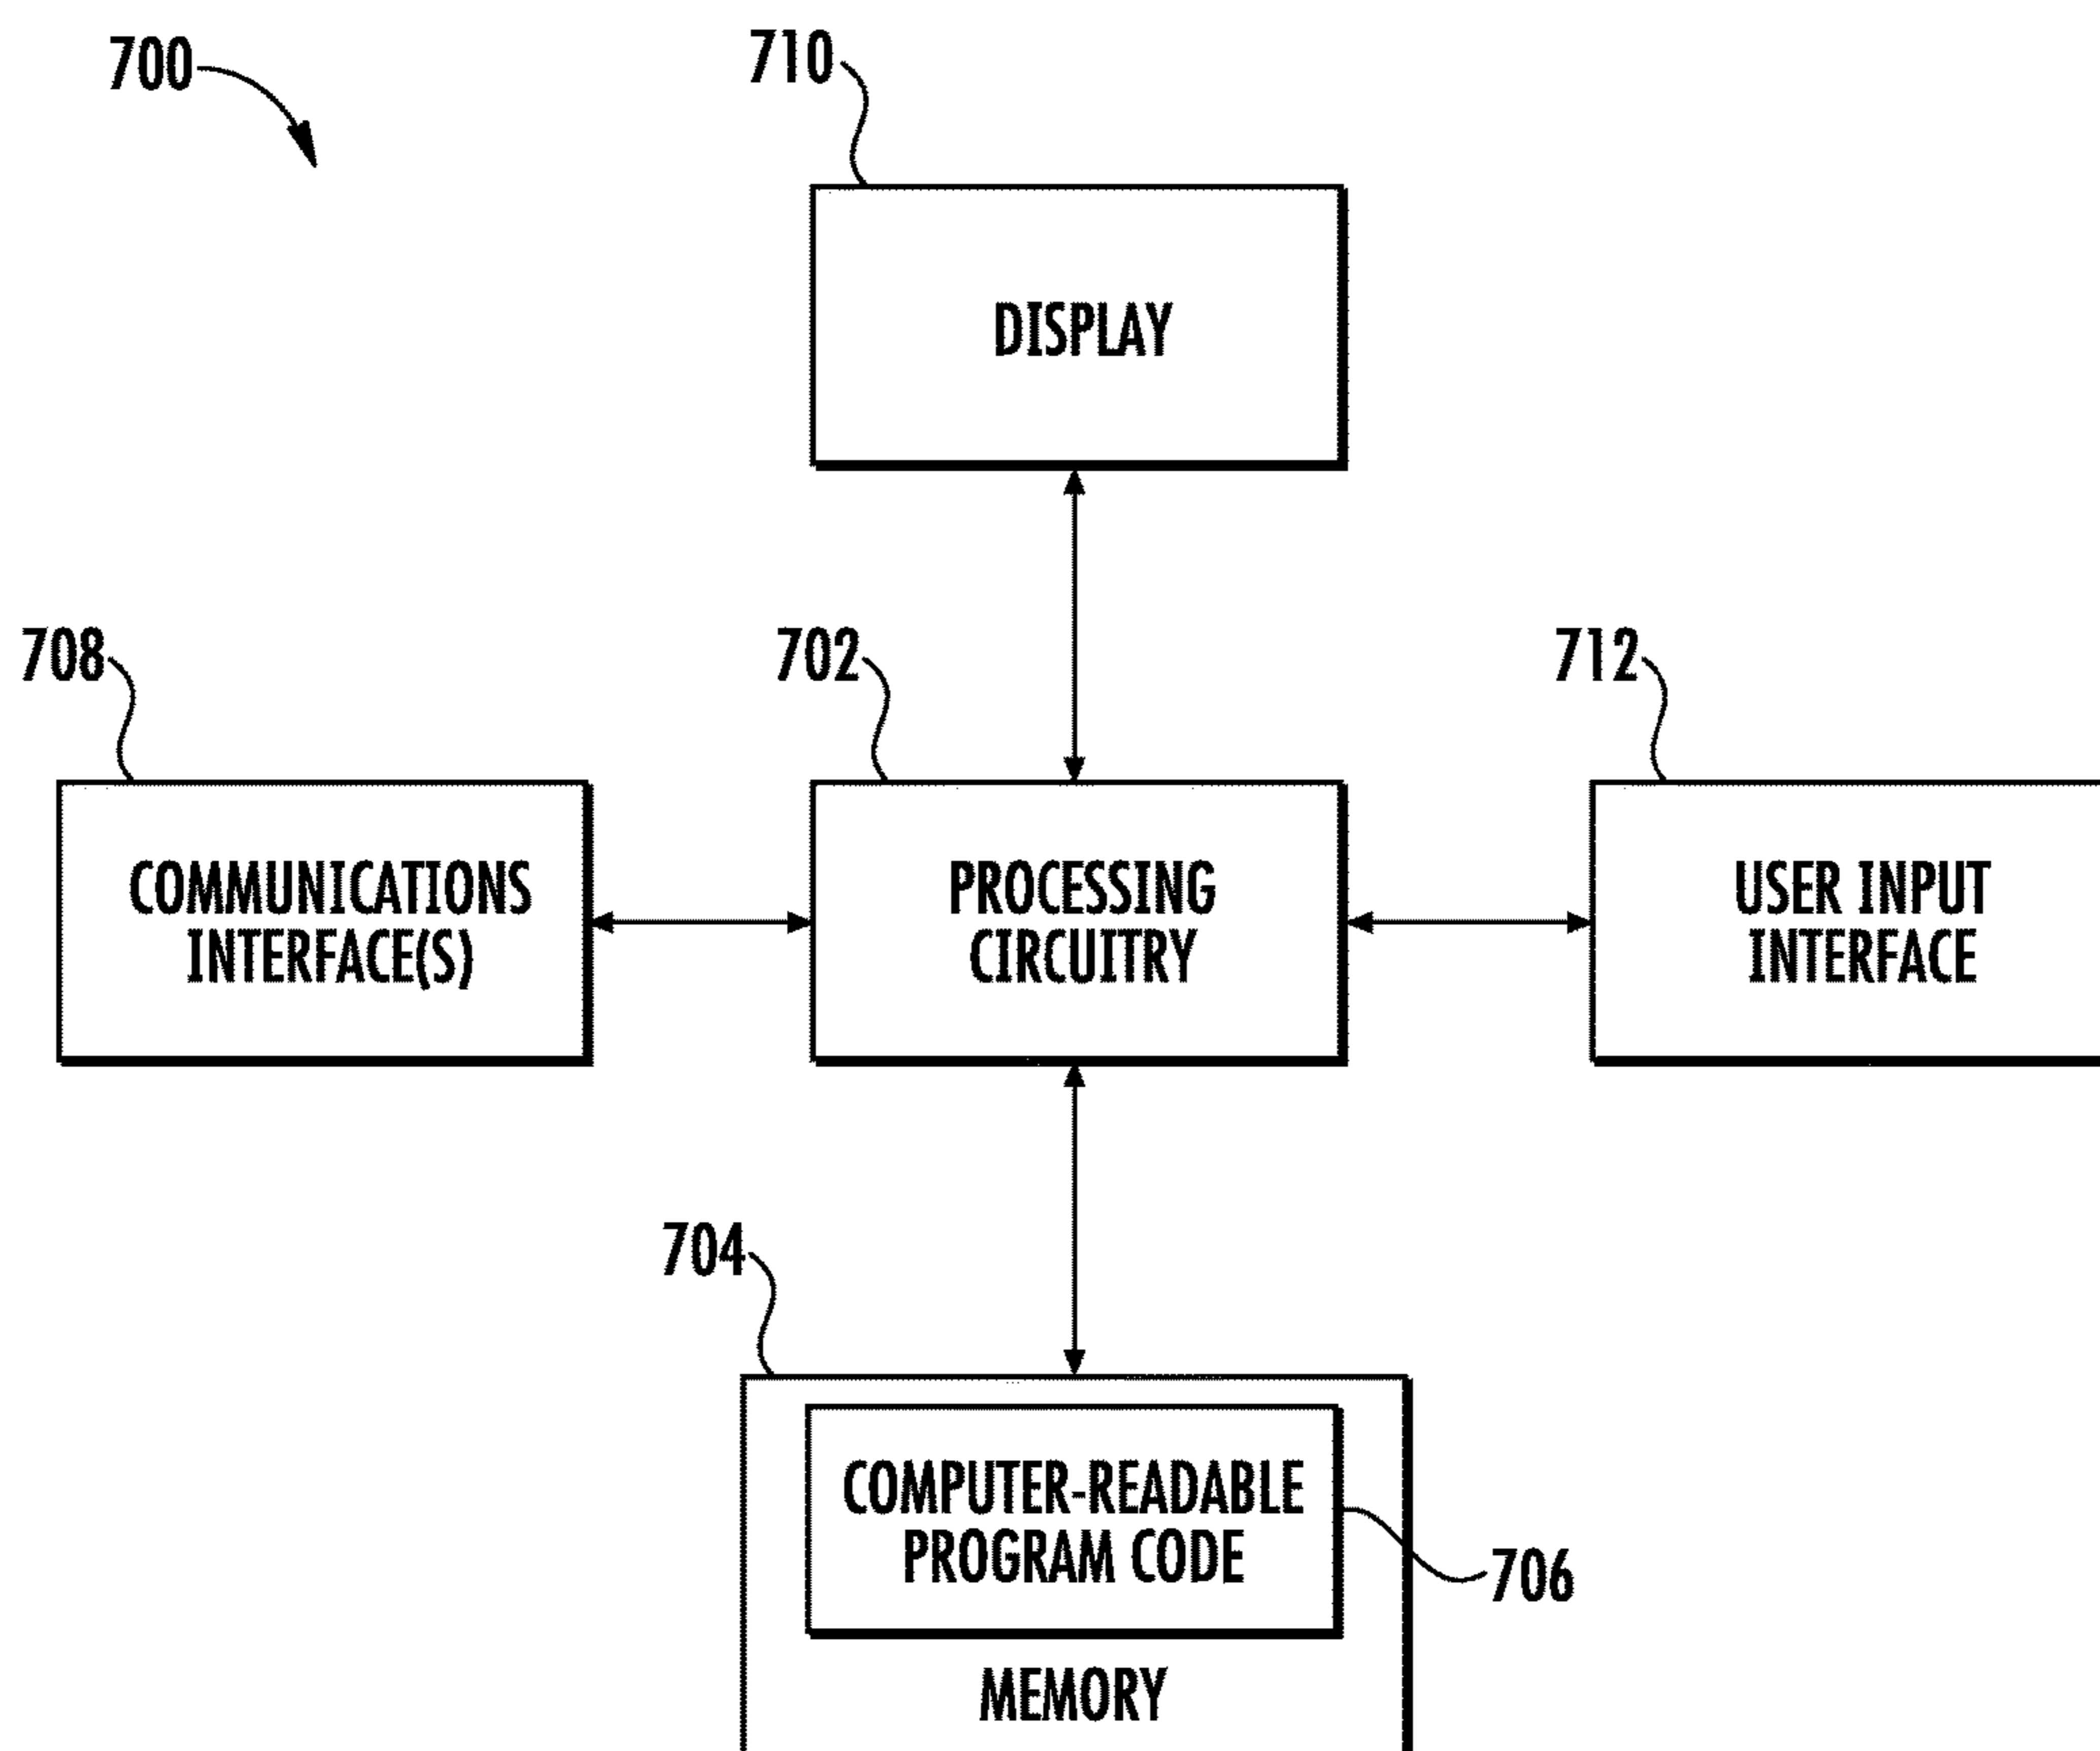 700
710
DISPLAY
708
702
712
COMMUNICATIONS
INTERFACE(S)
PROCESSING
CIRCUITRY
USER INPUT
INTERFACE
704
COMPUTER-READABLE
PROGRAM CODE
706
MEMORY